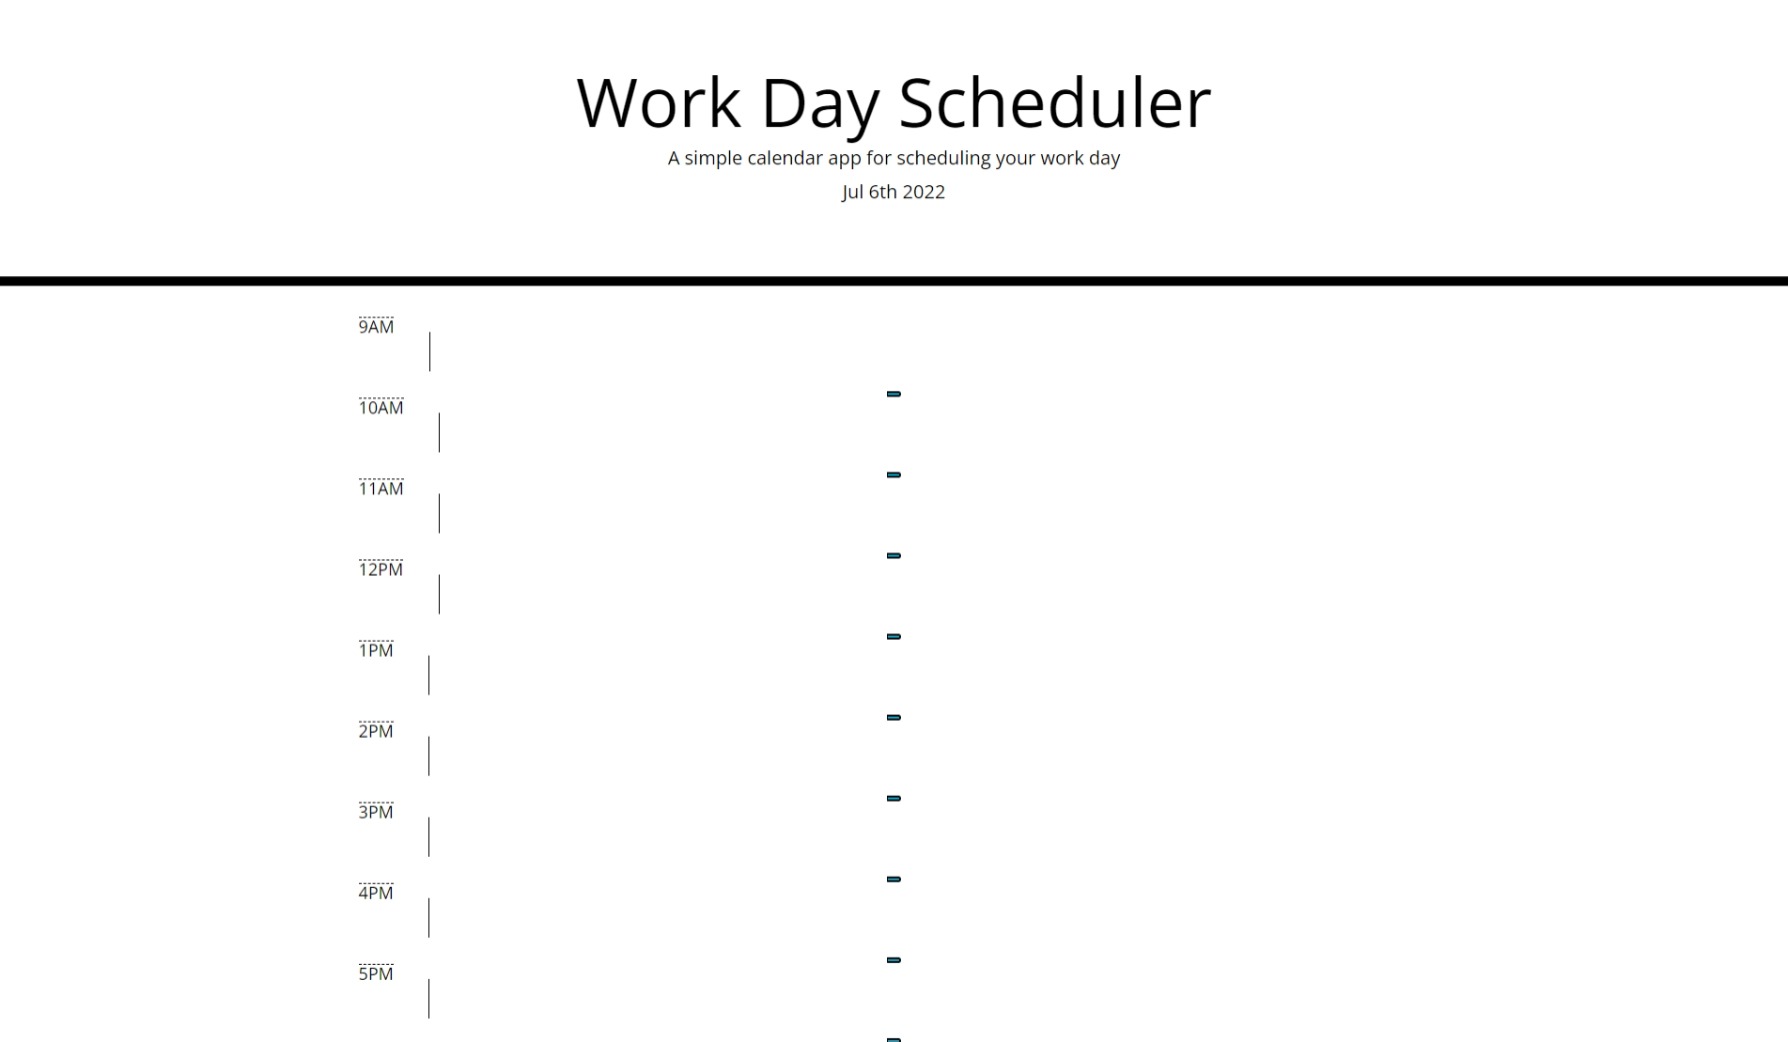 Work Day Scheduler
A simple calendar app for scheduling your work day
Jul 6th 2022
9AM
10AM
11AM
12PM
1PM
2PM
3PM
4PM
5PM